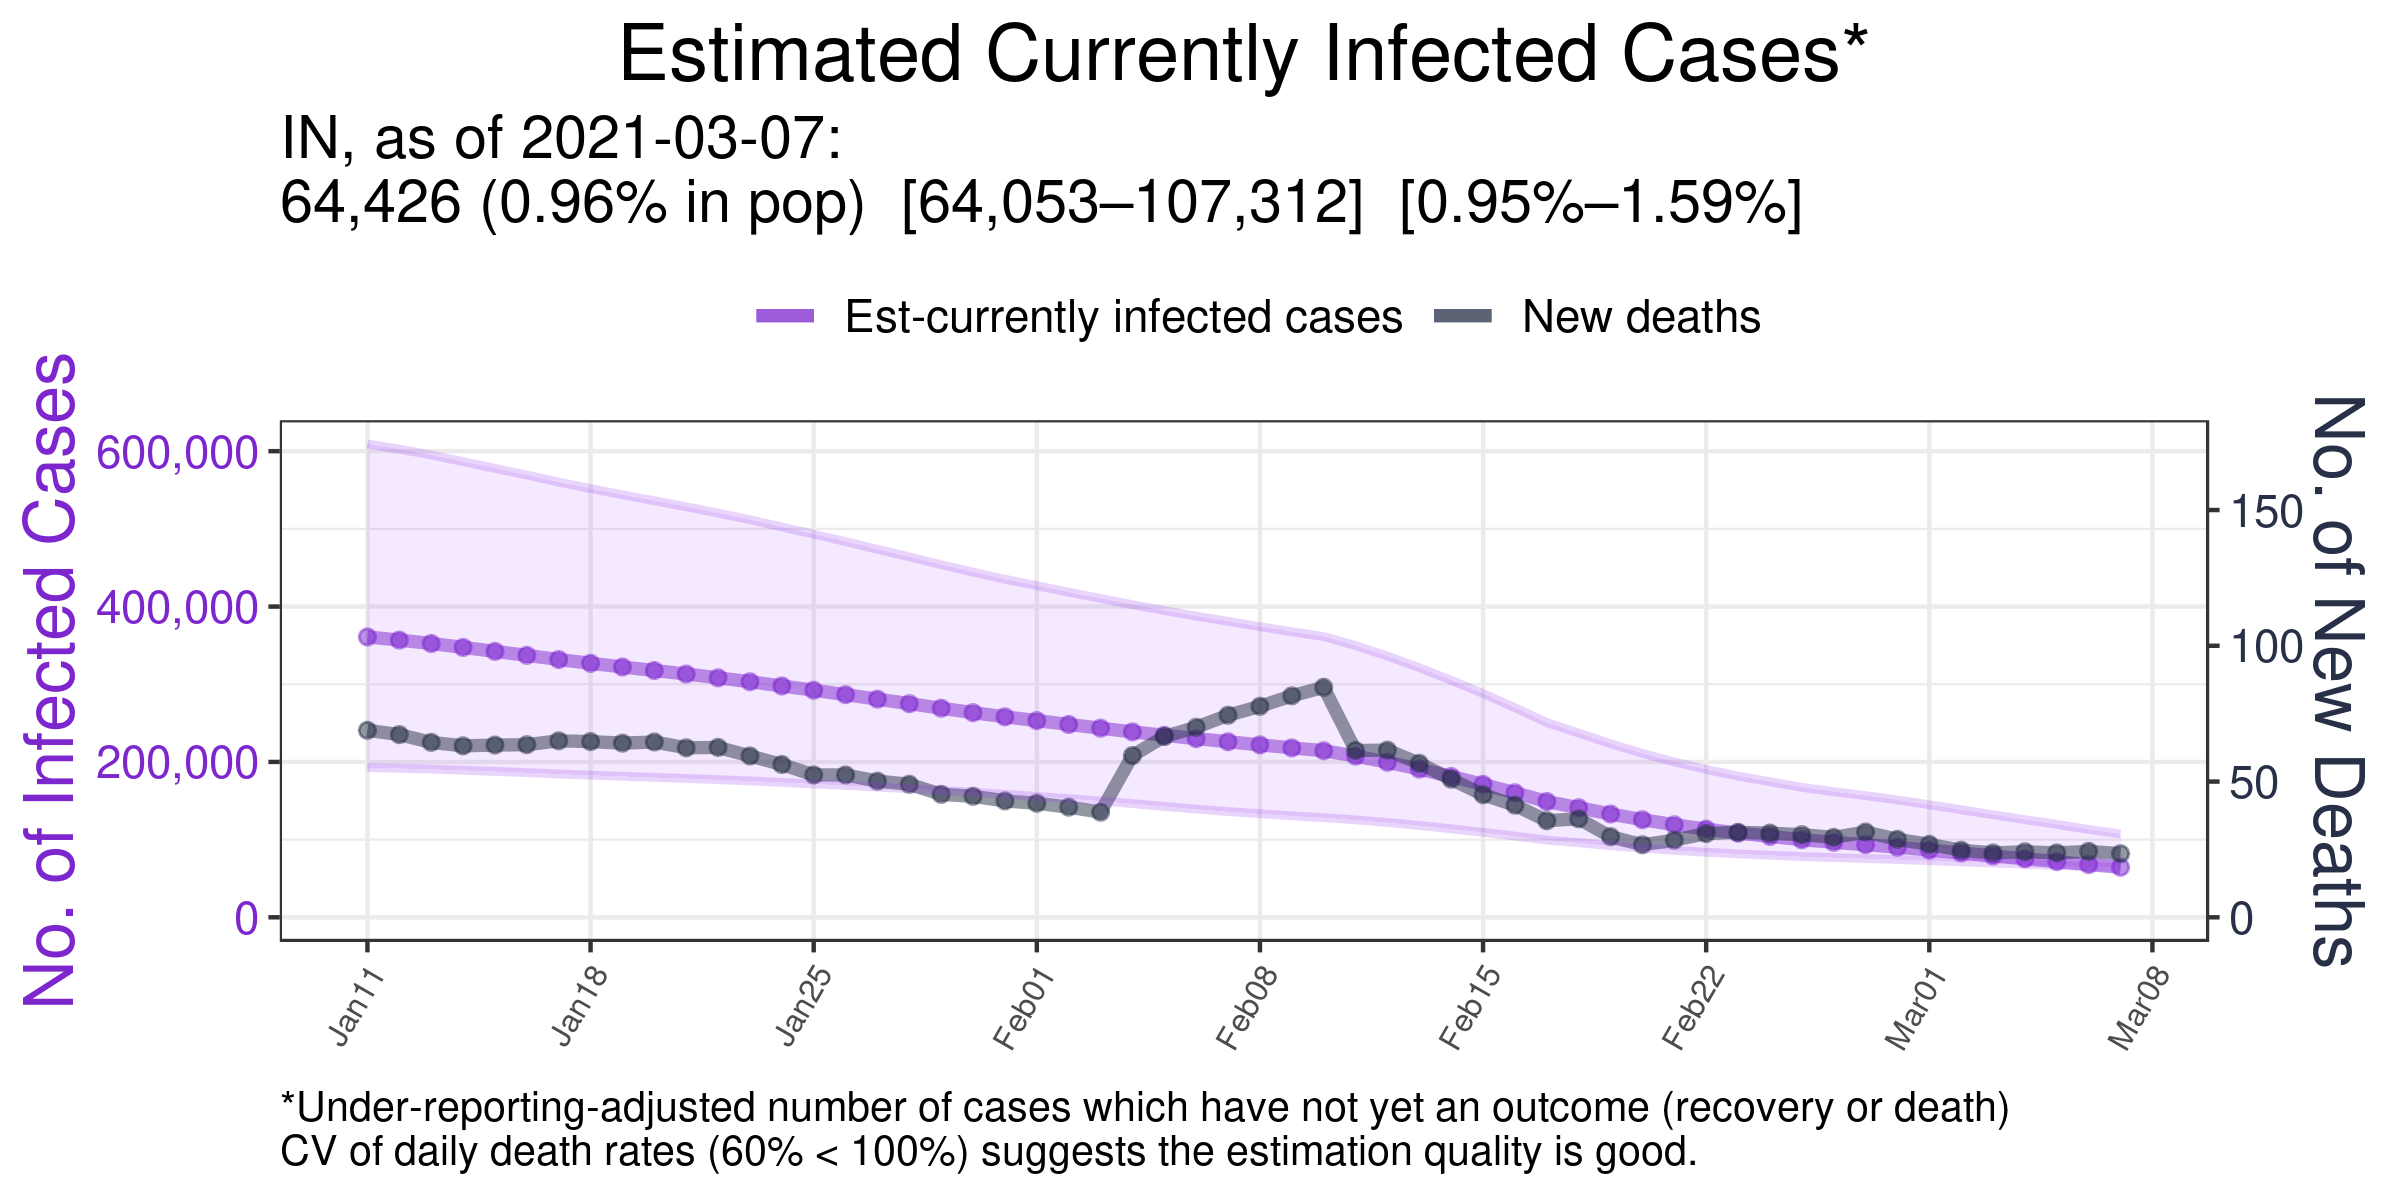 Estimated Currently Infected Cases*
IN, as of 2021-03-07:
64,426 (0.96% in pop)  [64,053–107,312]  [0.95%–1.59%]
Est-currently infected cases
New deaths
No. of Infected Cases
600,000
400,000
200,000
0
No. of New Deaths
150
100
50
0
Jan11
Jan18
Jan25
Feb01
Feb08
Feb15
Feb22
Mar01
Mar08
*Under-reporting-adjusted number of cases which have not yet an outcome (recovery or death)
CV of daily death rates (60% < 100%) suggests the estimation quality is good.